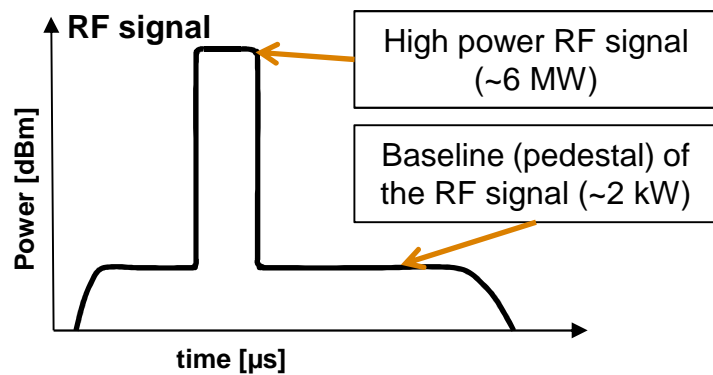 RF signal
High power RF signal
(~6 MW)
Baseline (pedestal) of
the RF signal (~2 kW)
Power [dBm]
time [µs]